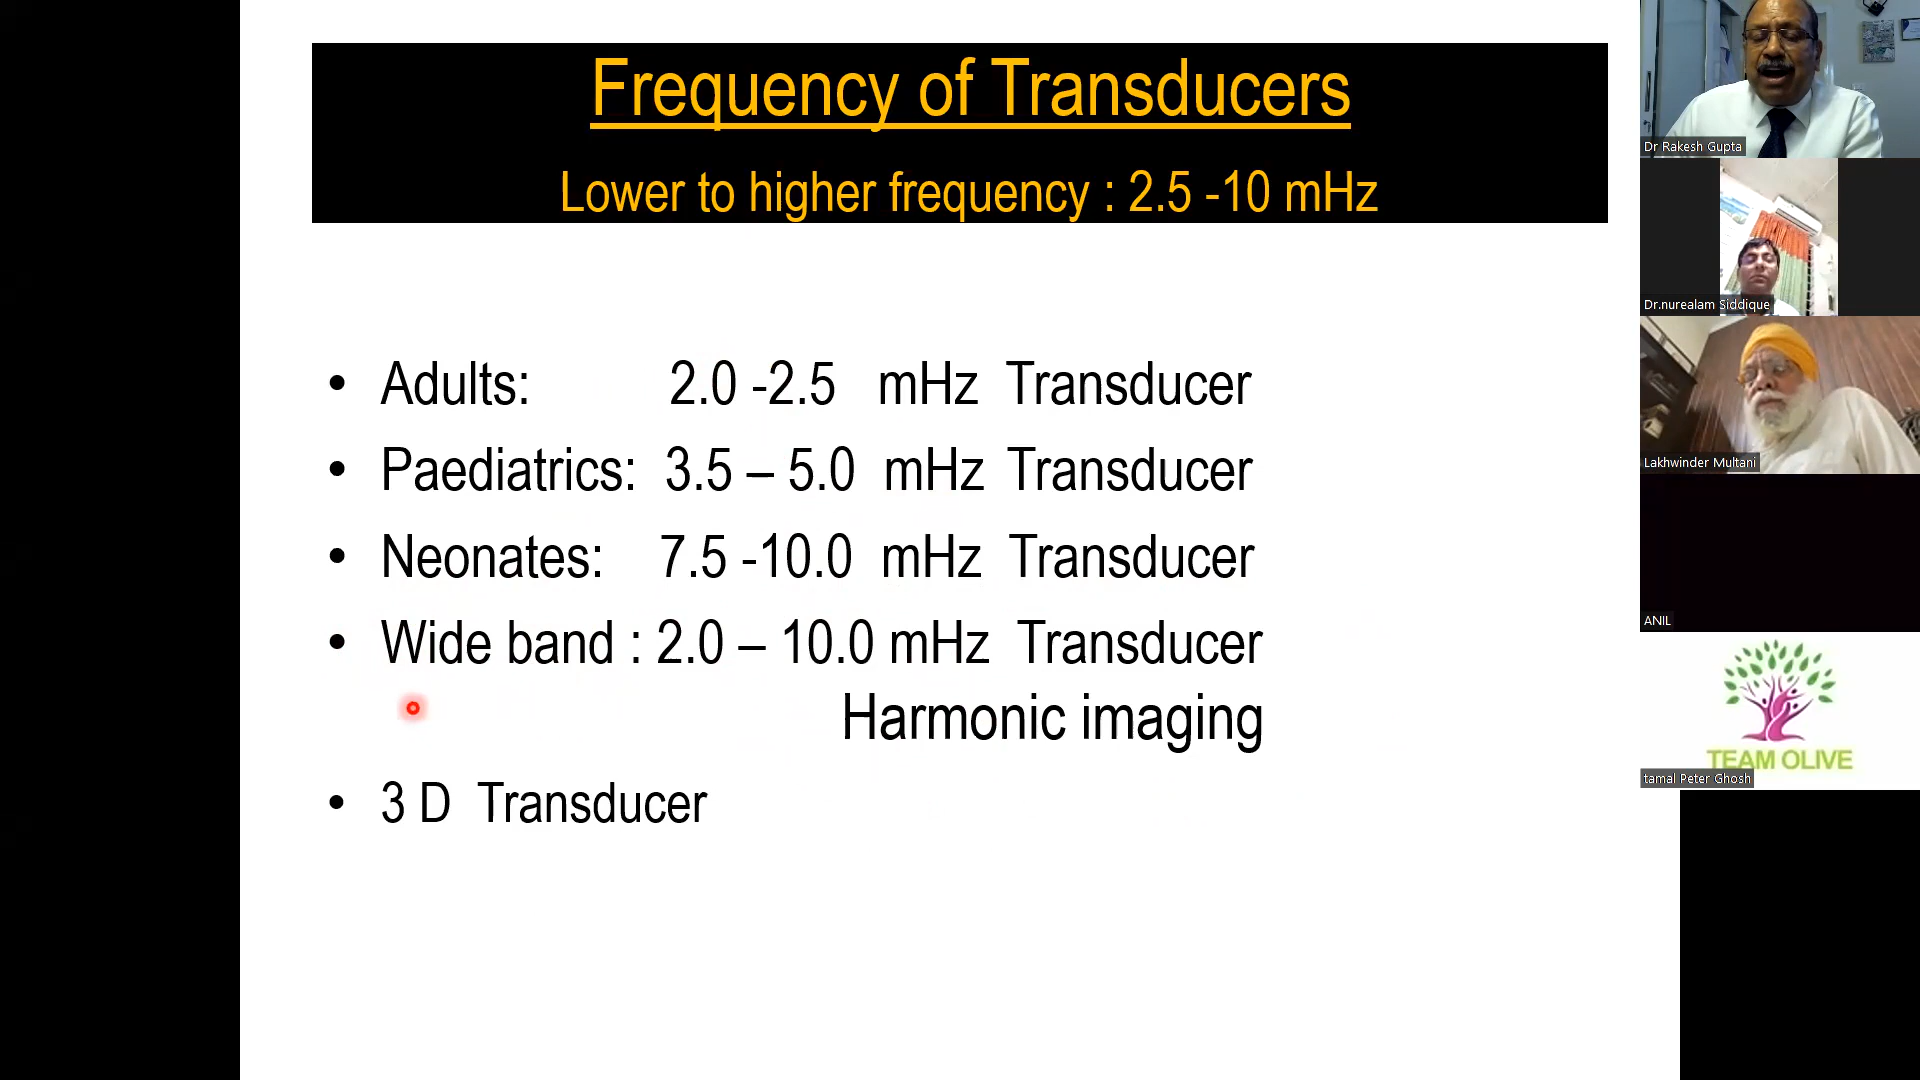 Frequency of Transducers
Lower to higher frequency : 2.5 -10 mHz
• Adults: 2.0 -2.5 mHz Transducer
• Paediatrics: 3.5 – 5.0 mHz Transducer
• Neonates: 7.5 -10.0 mHz Transducer
• Wide band : 2.0 – 10.0 mHz Transducer
Harmonic imaging
• 3 D Transducer
Dr Rakesh Gupta
Dr.nurealam Siddique
Lakhwinder Multani
ANIL
TEAM OLIVE
tamal Peter Ghosh